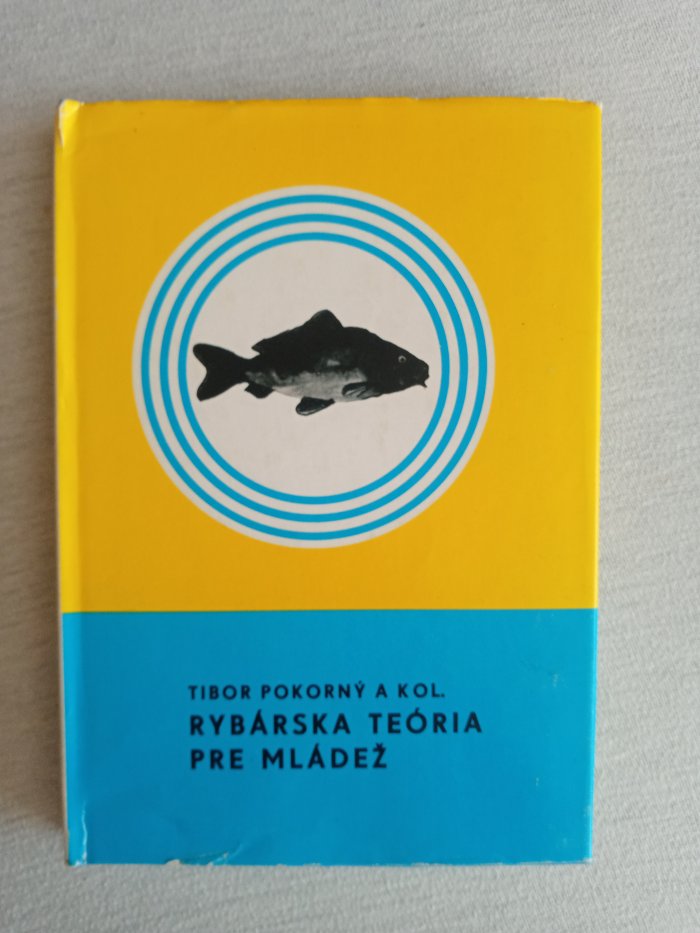 TIBOR POKORNÝ A KOL.
RYBÁRSKA TEÓRIA
PRE MLÁDEŽ